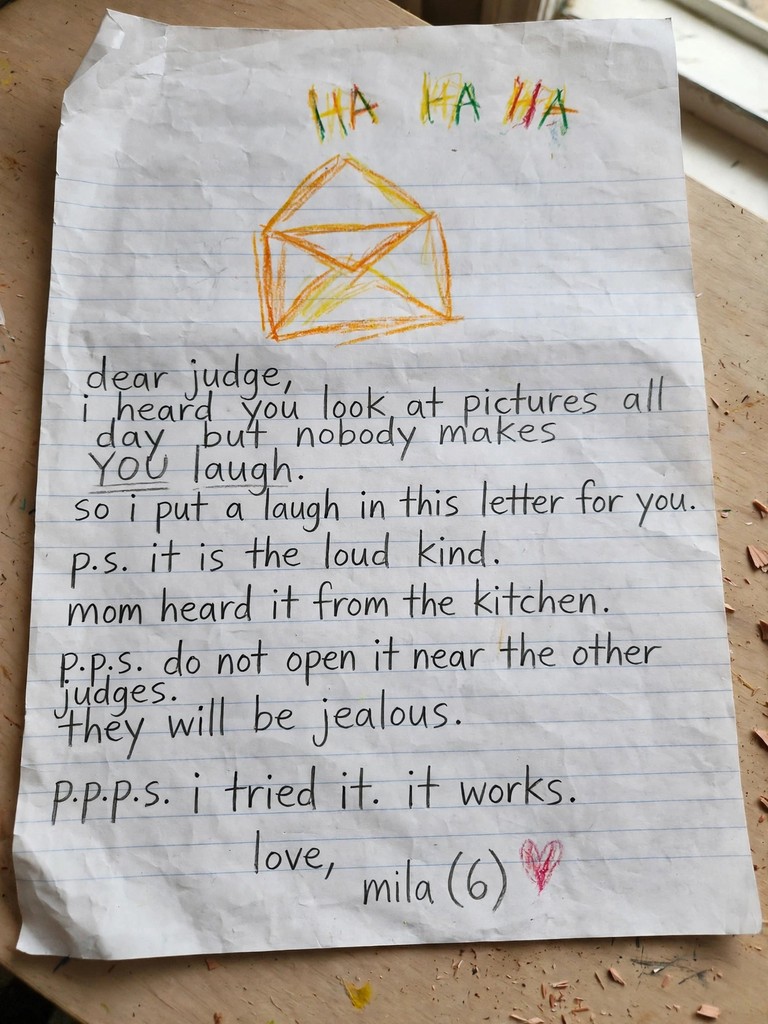 HA HA HA
dear judge,
i heard you look at pictures all
day but nobody makes
YOU laugh.
so i put a laugh in this letter for you.
p.s. it is the loud kind.
mom heard it from the kitchen.
p.p.s. do not open it near the other
judges.
they will be jealous.
p.p.p.s. i tried it. it works.
love,
mila (6)